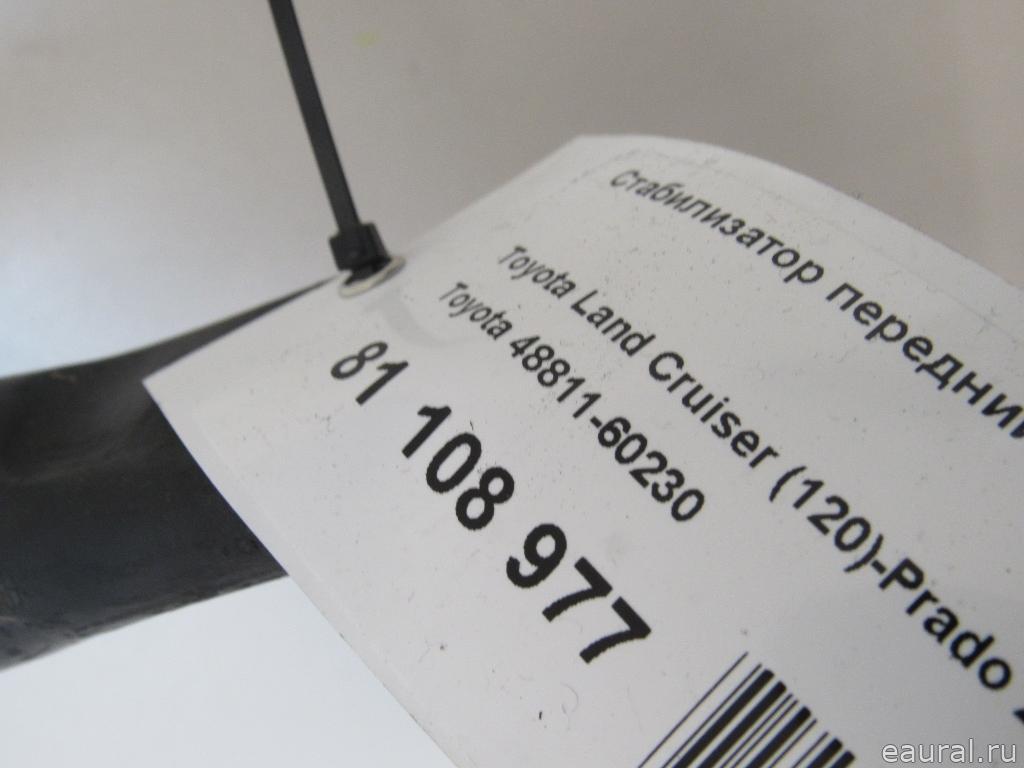 Стабилизатор передний
Toyota Land Cruiser (120)-Prado
Toyota 48811-60230
81 108 977
eaural.ru